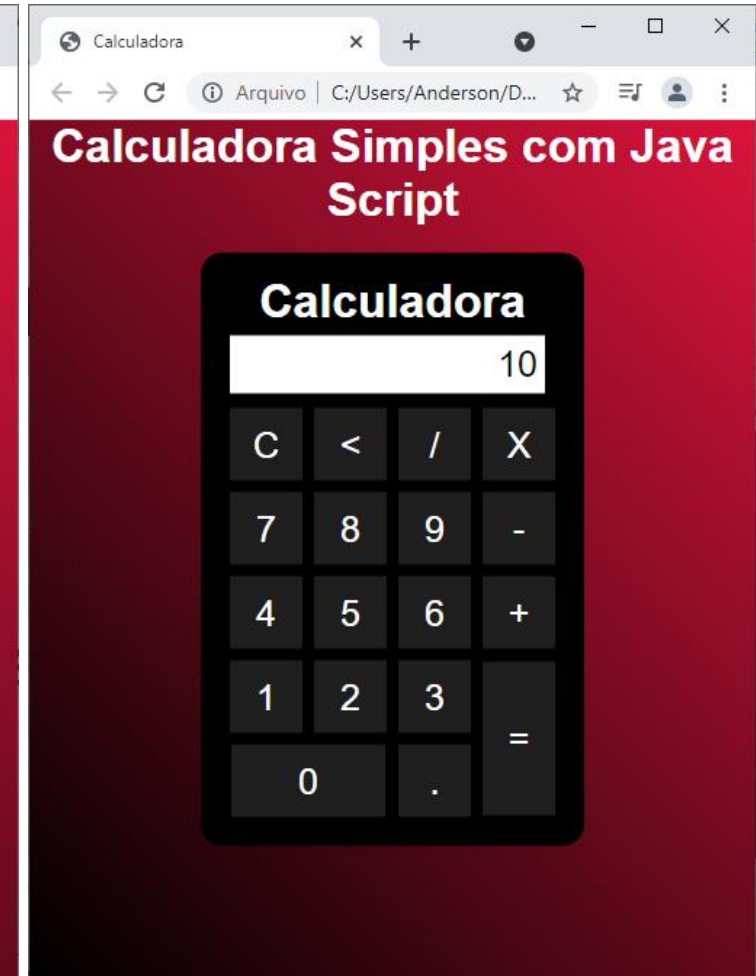 Calculadora
Arquivo | C:/Users/Anderson/D...
Calculadora Simples com Java
Script
Calculadora
10
C < / X
7 8 9 -
4 5 6 +
1 2 3
=
0 .